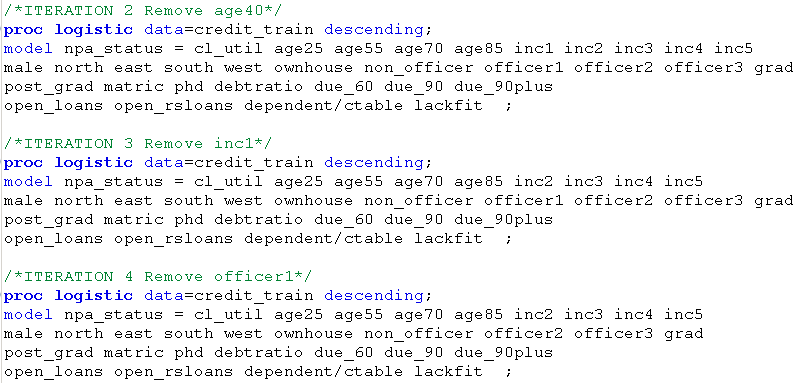 /*ITERATION 2 Remove age40*/
proc logistic data=credit_train descending;
model npa_status = cl_util age25 age55 age70 age85 inc1 inc2 inc3 inc4 inc5
male north east south west ownhouse non_officer officer1 officer2 officer3 grad
post_grad matric phd debtratio due_60 due_90 due_90plus
open_loans open_rsloans dependent/ctable lackfit  ;

/*ITERATION 3 Remove inc1*/
proc logistic data=credit_train descending;
model npa_status = cl_util age25 age55 age70 age85 inc2 inc3 inc4 inc5
male north east south west ownhouse non_officer officer1 officer2 officer3 grad
post_grad matric phd debtratio due_60 due_90 due_90plus
open_loans open_rsloans dependent/ctable lackfit  ;

/*ITERATION 4 Remove officer1*/
proc logistic data=credit_train descending;
model npa_status = cl_util age25 age55 age70 age85 inc2 inc3 inc4 inc5
male north east south west ownhouse non_officer officer2 officer3 grad
post_grad matric phd debtratio due_60 due_90 due_90plus
open_loans open_rsloans dependent/ctable lackfit  ;